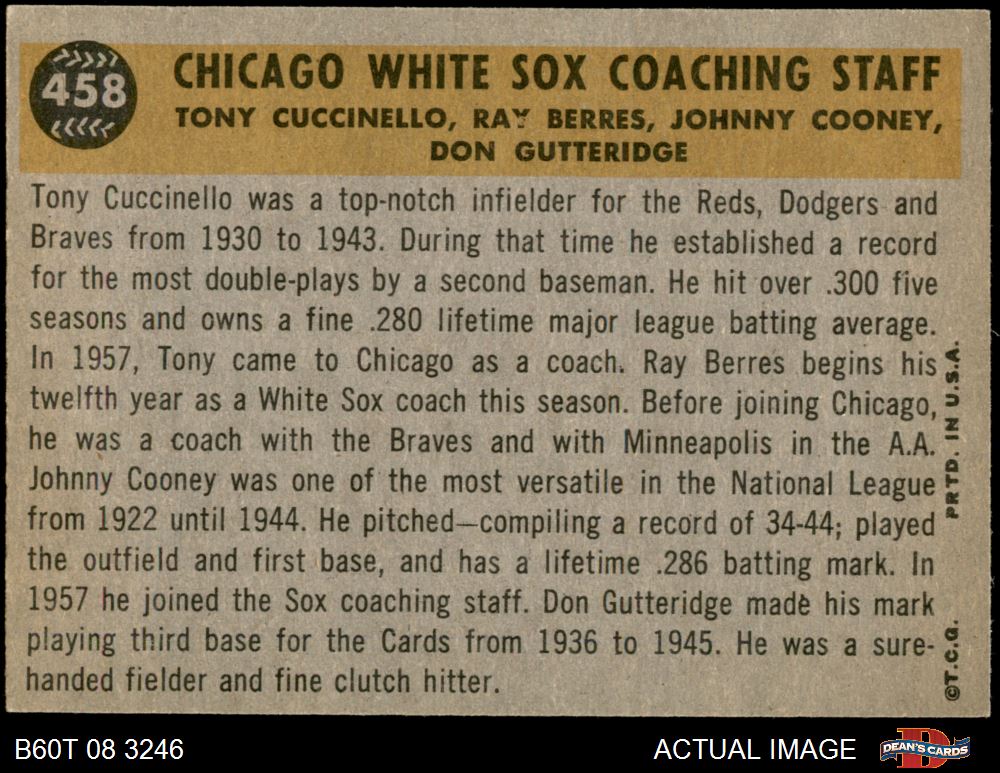 458
CHICAGO WHITE SOX COACHING STAFF
TONY CUCCINELLO, RAY BERRES, JOHNNY COONEY,
DON GUTTERIDGE
Tony Cuccinello was a top-notch infielder for the Reds, Dodgers and
Braves from 1930 to 1943. During that time he established a record
for the most double-plays by a second baseman. He hit over .300 five
seasons and owns a fine .280 lifetime major league batting average.
In 1957, Tony came to Chicago as a coach. Ray Berres begins his
twelfth year as a White Sox coach this season. Before joining Chicago,
he was a coach with the Braves and with Minneapolis in the A.A.
Johnny Cooney was one of the most versatile in the National League
from 1922 until 1944. He pitched—compiling a record of 34-44; played
the outfield and first base, and has a lifetime .286 batting mark. In
1957 he joined the Sox coaching staff. Don Gutteridge made his mark
playing third base for the Cards from 1936 to 1945. He was a sure-
handed fielder and fine clutch hitter.
©T.C.G. PRTD. IN U.S.A.
B60T 08 3246
ACTUAL IMAGE
DEAN'S CARDS